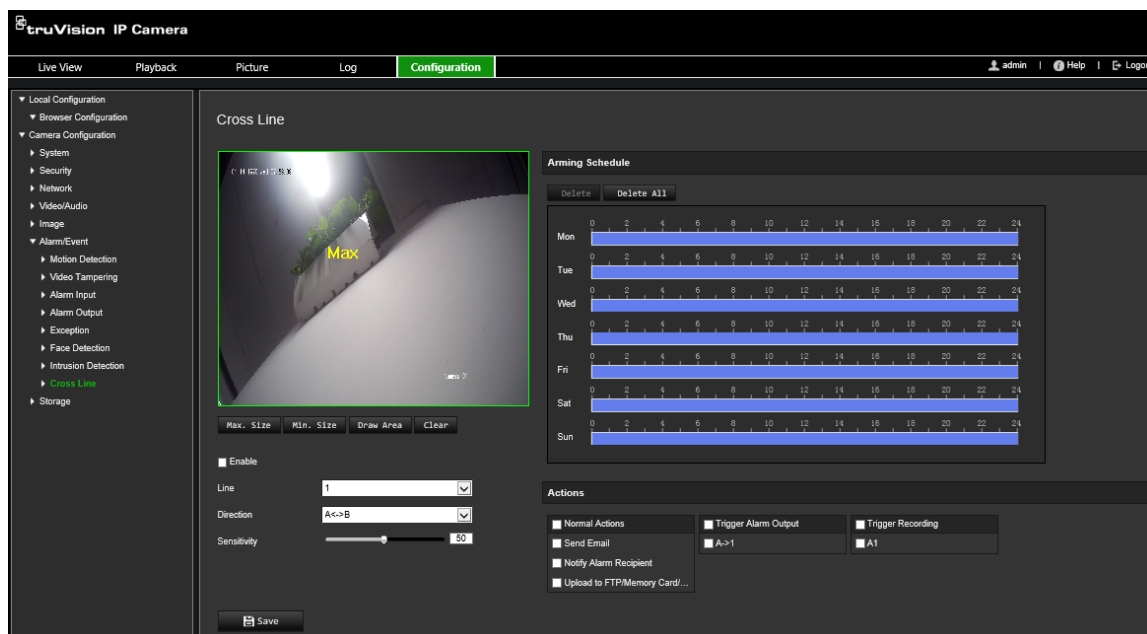 truVision IP Camera
Live View Playback Picture Log Configuration admin | Help | Logou
Local Configuration
Browser Configuration
Camera Configuration
System
Security
Network
Video/Audio
Image
Alarm/Event
Motion Detection
Video Tampering
Alarm Input
Alarm Output
Exception
Face Detection
Intrusion Detection
Cross Line
Storage
Cross Line
Max
Max. Size Min. Size Draw Area Clear
Enable
Line 1
Direction A<->B
Sensitivity 50
Save
Arming Schedule
Delete Delete All
0 2 4 6 8 10 12 14 16 18 20 22 24
Mon
0 2 4 6 8 10 12 14 16 18 20 22 24
Tue
0 2 4 6 8 10 12 14 16 18 20 22 24
Wed
0 2 4 6 8 10 12 14 16 18 20 22 24
Thu
0 2 4 6 8 10 12 14 16 18 20 22 24
Fri
0 2 4 6 8 10 12 14 16 18 20 22 24
Sat
0 2 4 6 8 10 12 14 16 18 20 22 24
Sun
Actions
Normal Actions Trigger Alarm Output Trigger Recording
Send Email A->1 A1
Notify Alarm Recipient
Upload to FTP/Memory Card/...